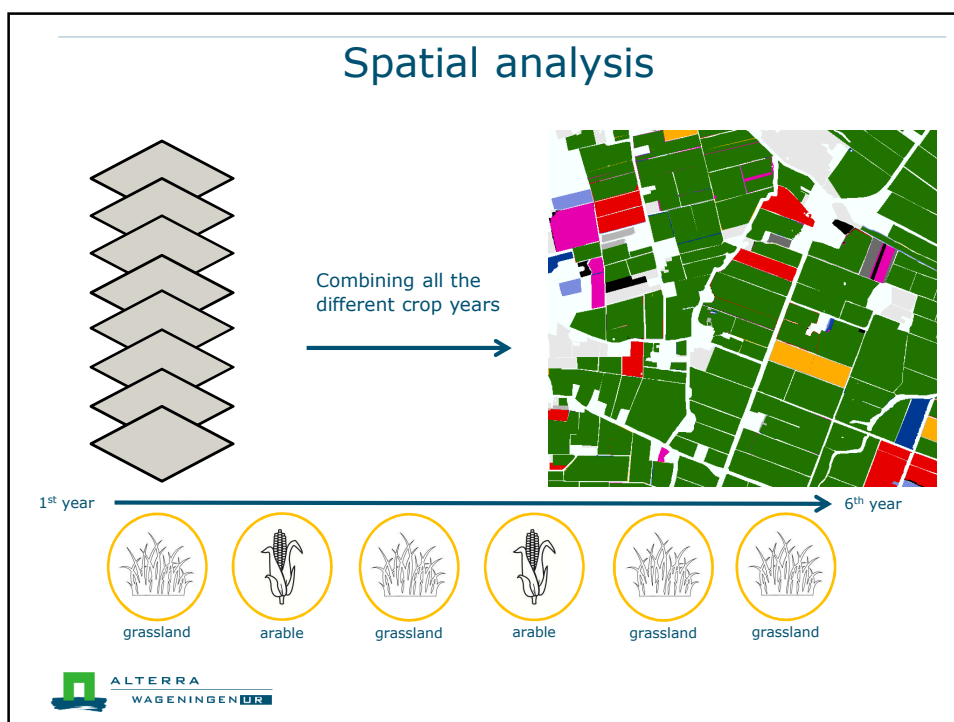 Spatial analysis
Combining all the
different crop years
1st year
6th year
grassland
arable
grassland
arable
grassland
grassland
ALTERRA
WAGENINGEN UR